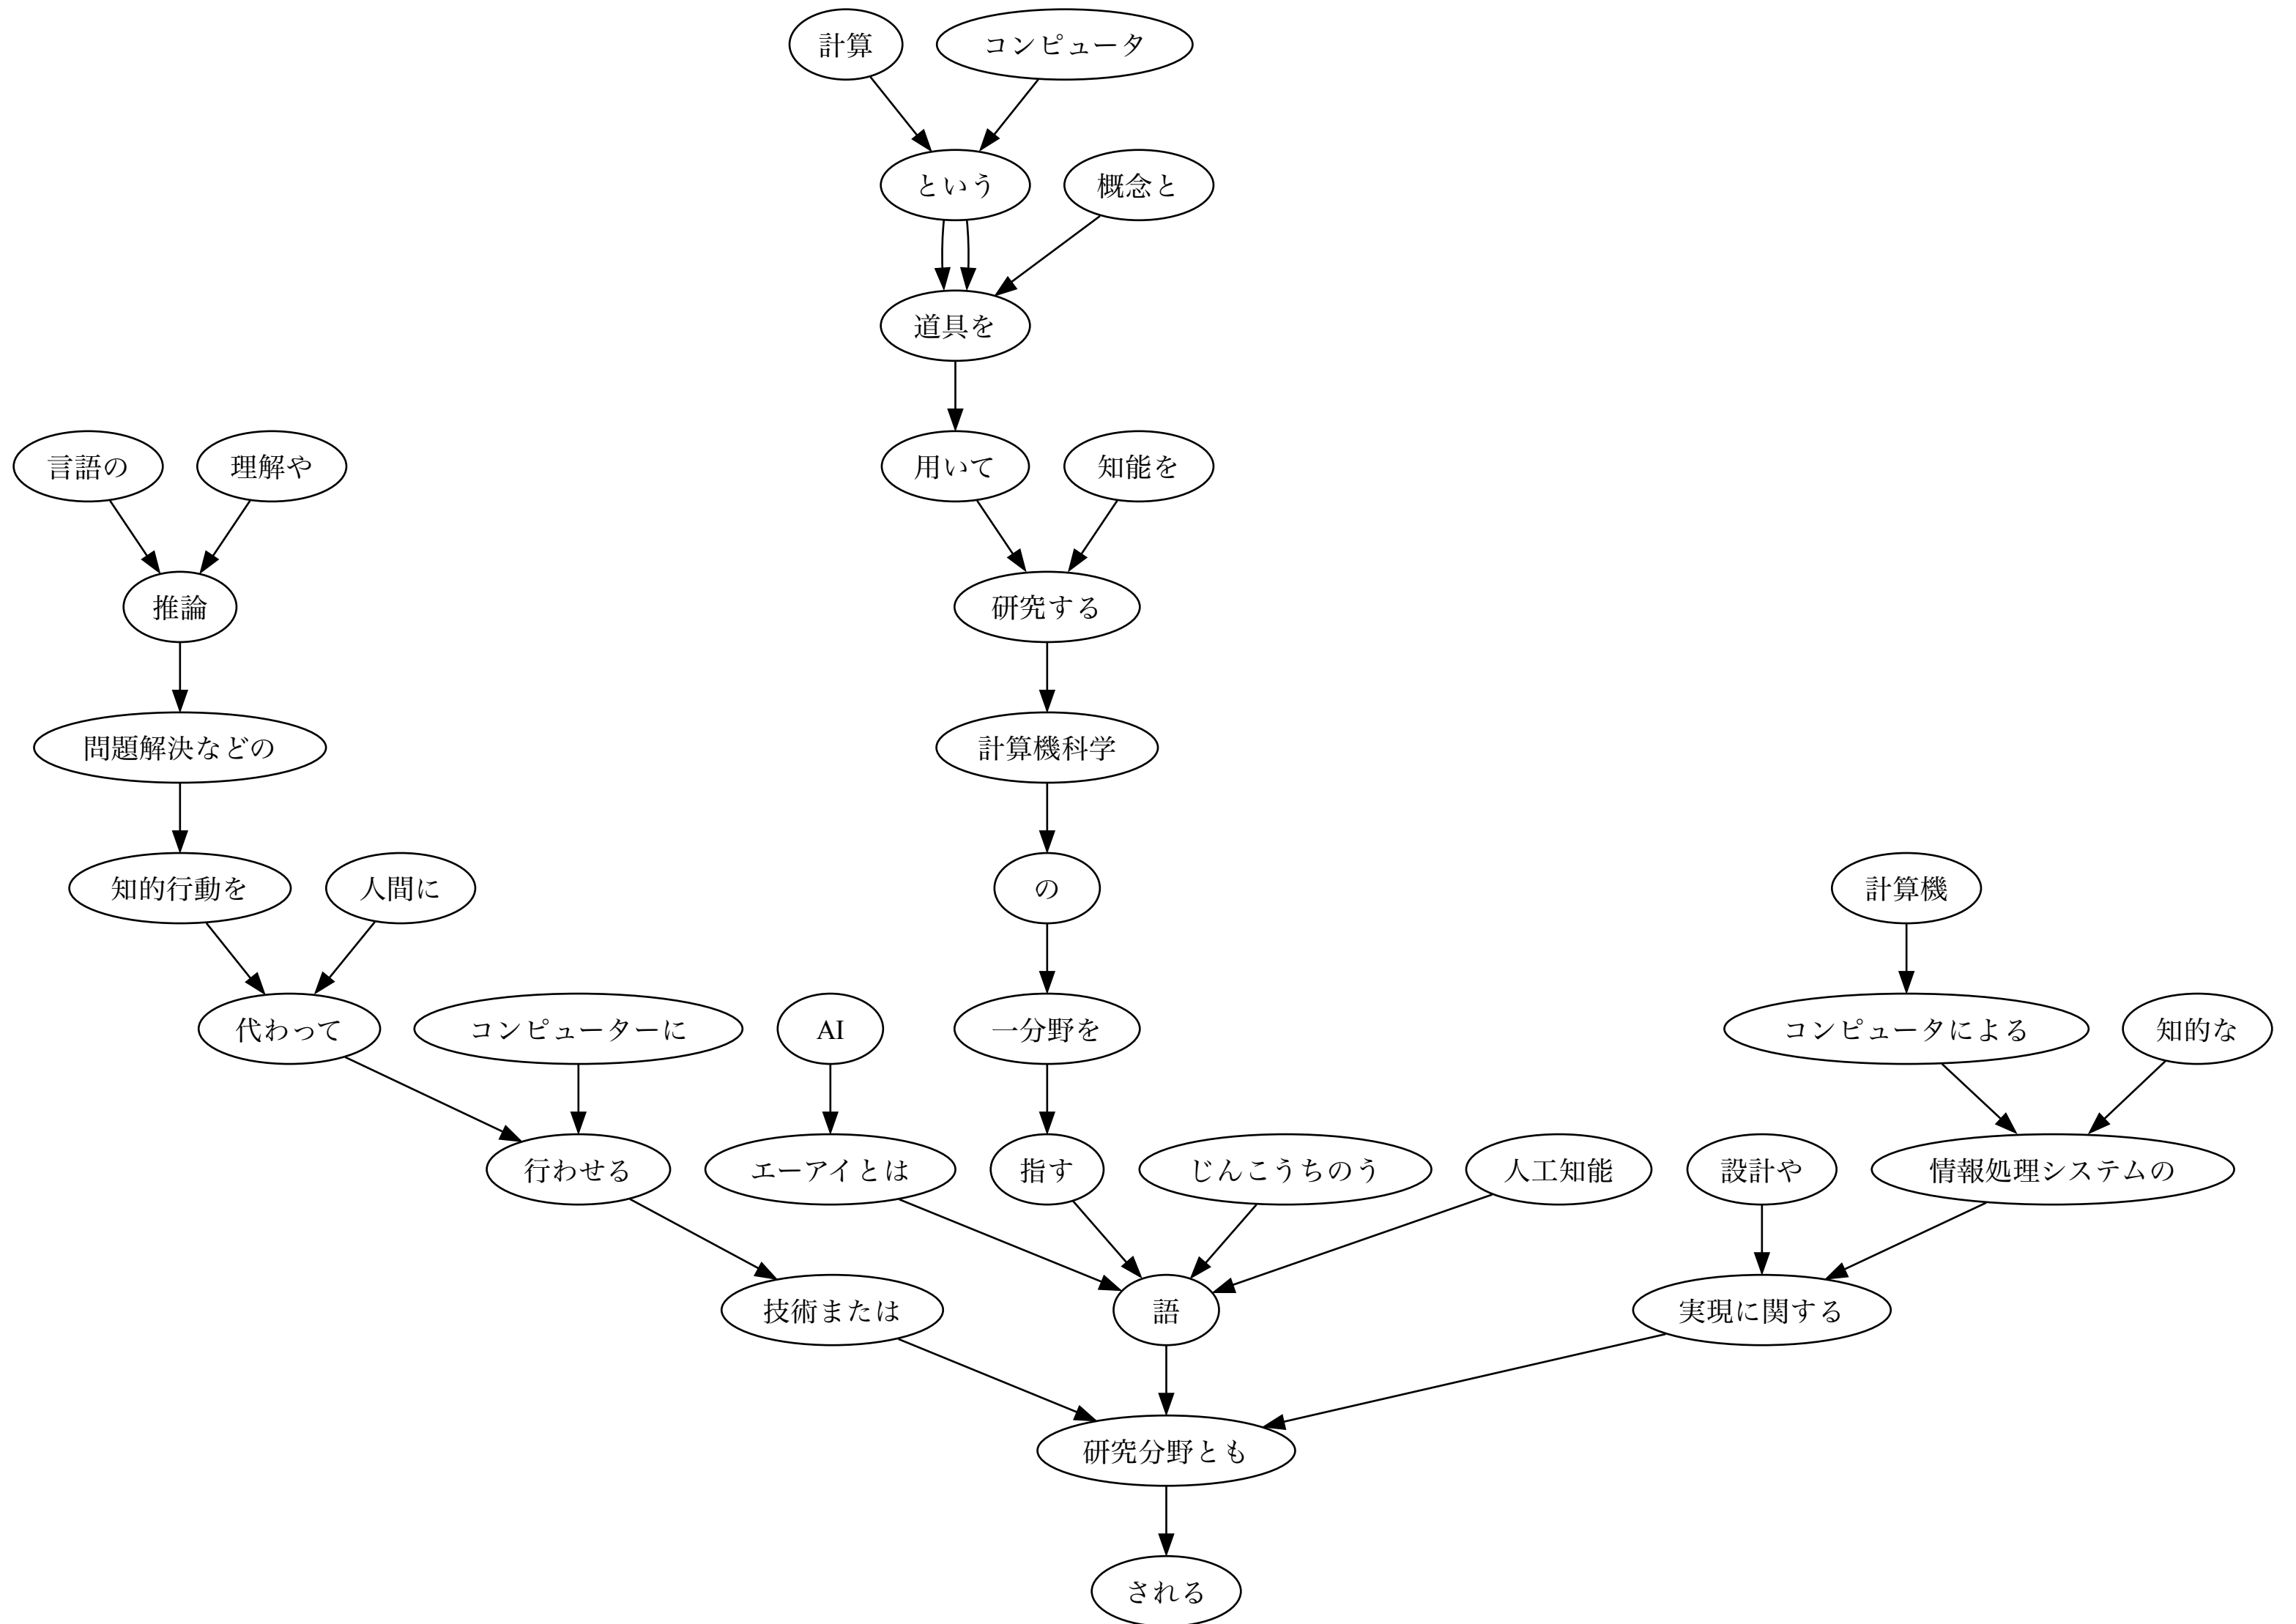 計算
コンピュータ
という
概念と
道具を
言語の
理解や
用いて
知能を
推論
研究する
問題解決などの
計算機科学
知的行動を
人間に
の
計算機
代わって
コンピューターに
AI
一分野を
コンピュータによる
知的な
行わせる
エーアイとは
指す
じんこうちのう
人工知能
設計や
情報処理システムの
技術または
語
実現に関する
研究分野とも
される